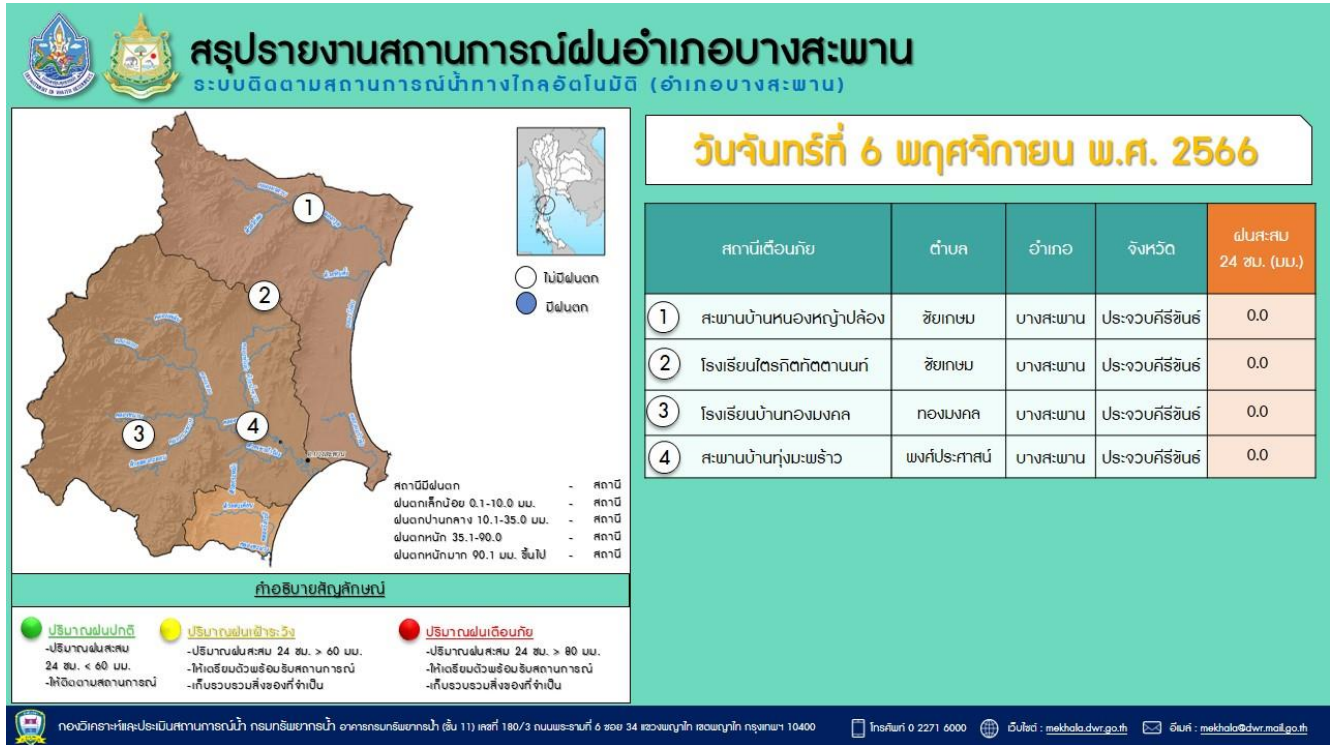 สรุปรายงานสถานการณ์ฝนอำเภอบางสะพาน
ระบบติดตามสถานการณ์น้ำทางไกลอัตโนมัติ (อำเภอบางสะพาน)
วันจันทร์ที่ 6 พฤศจิกายน พ.ศ. 2566
1
2
3
4
ไม่มีฝนตก
มีฝนตก
สถานีมีฝนตก - สถานี
ฝนตกเล็กน้อย 0.1-10.0 มม. - สถานี
ฝนตกปานกลาง 10.1-35.0 มม. - สถานี
ฝนตกหนัก 35.1-90.0 - สถานี
ฝนตกหนักมาก 90.1 มม. ขึ้นไป - สถานี
สถานีเตือนภัย ตำบล อำเภอ จังหวัด ฝนสะสม 24 ชม. (มม.)
1 สะพานบ้านหนองหญ้าปล้อง ชัยเกษม บางสะพาน ประจวบคีรีขันธ์ 0.0
2 โรงเรียนไตรกิตทัตตานนท์ ชัยเกษม บางสะพาน ประจวบคีรีขันธ์ 0.0
3 โรงเรียนบ้านทองมงคล ทองมงคล บางสะพาน ประจวบคีรีขันธ์ 0.0
4 สะพานบ้านทุ่งมะพร้าว พงศ์ประศาสน์ บางสะพาน ประจวบคีรีขันธ์ 0.0
คำอธิบายสัญลักษณ์
ปริมาณฝนปกติ
-ปริมาณฝนสะสม
24 ชม. < 60 มม.
-ให้ติดตามสถานการณ์
ปริมาณฝนเฝ้าระวัง
-ปริมาณฝนสะสม 24 ชม. > 60 มม.
-ให้เตรียมตัวพร้อมรับสถานการณ์
-เก็บรวบรวมสิ่งของที่จำเป็น
ปริมาณฝนเตือนภัย
-ปริมาณฝนสะสม 24 ชม. > 80 มม.
-ให้เตรียมตัวพร้อมรับสถานการณ์
-เก็บรวบรวมสิ่งของที่จำเป็น
กองวิเคราะห์และประเมินสถานการณ์น้ำ กรมทรัพยากรน้ำ อาคารกรมทรัพยากรน้ำ (ชั้น 11) เลขที่ 180/3 ถนนพระรามที่ 6 ซอย 34 แขวงพญาไท เขตพญาไท กรุงเทพฯ 10400 โทรศัพท์ 0 2271 6000 เว็บไซต์ : mekhala.dwr.go.th อีเมล์ : mekhala@dwr.mail.go.th